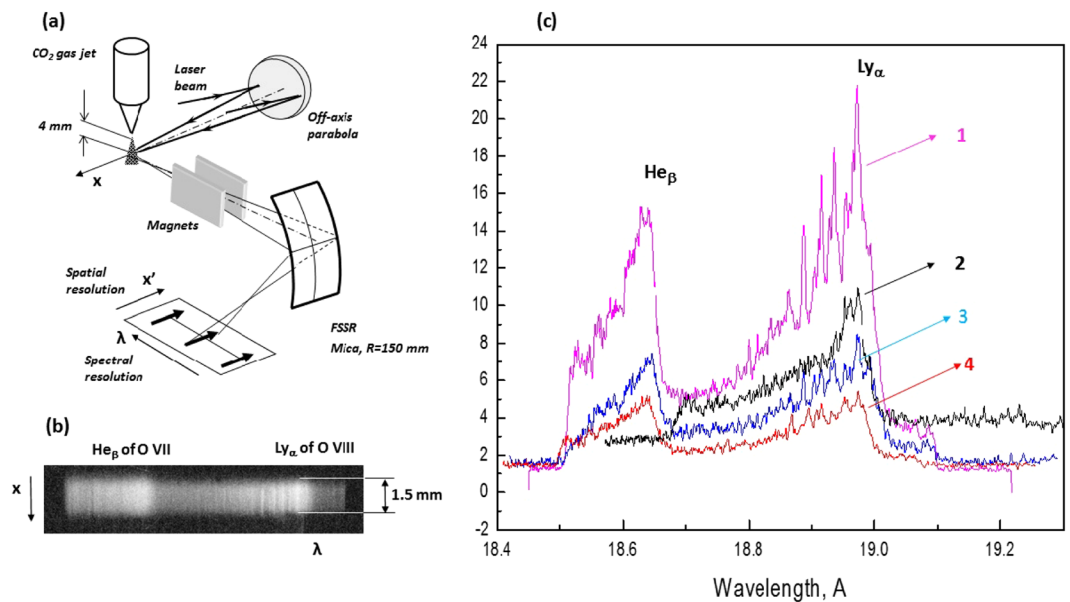 (a)
CO2 gas jet
Laser
beam
4 mm
Off-axis
parabola
x
Magnets
Spatial
resolution
x'
λ
Spectral
resolution
FSSR
Mica, R=150 mm
(b)
Heβ of O VII
Lyα of O VIII
x
1.5 mm
λ
(c)
24
22
20
18
16
14
12
10
8
6
4
2
0
-2
Heβ
Lyα
1
2
3
4
18.4
18.6
18.8
19.0
19.2
Wavelength, A